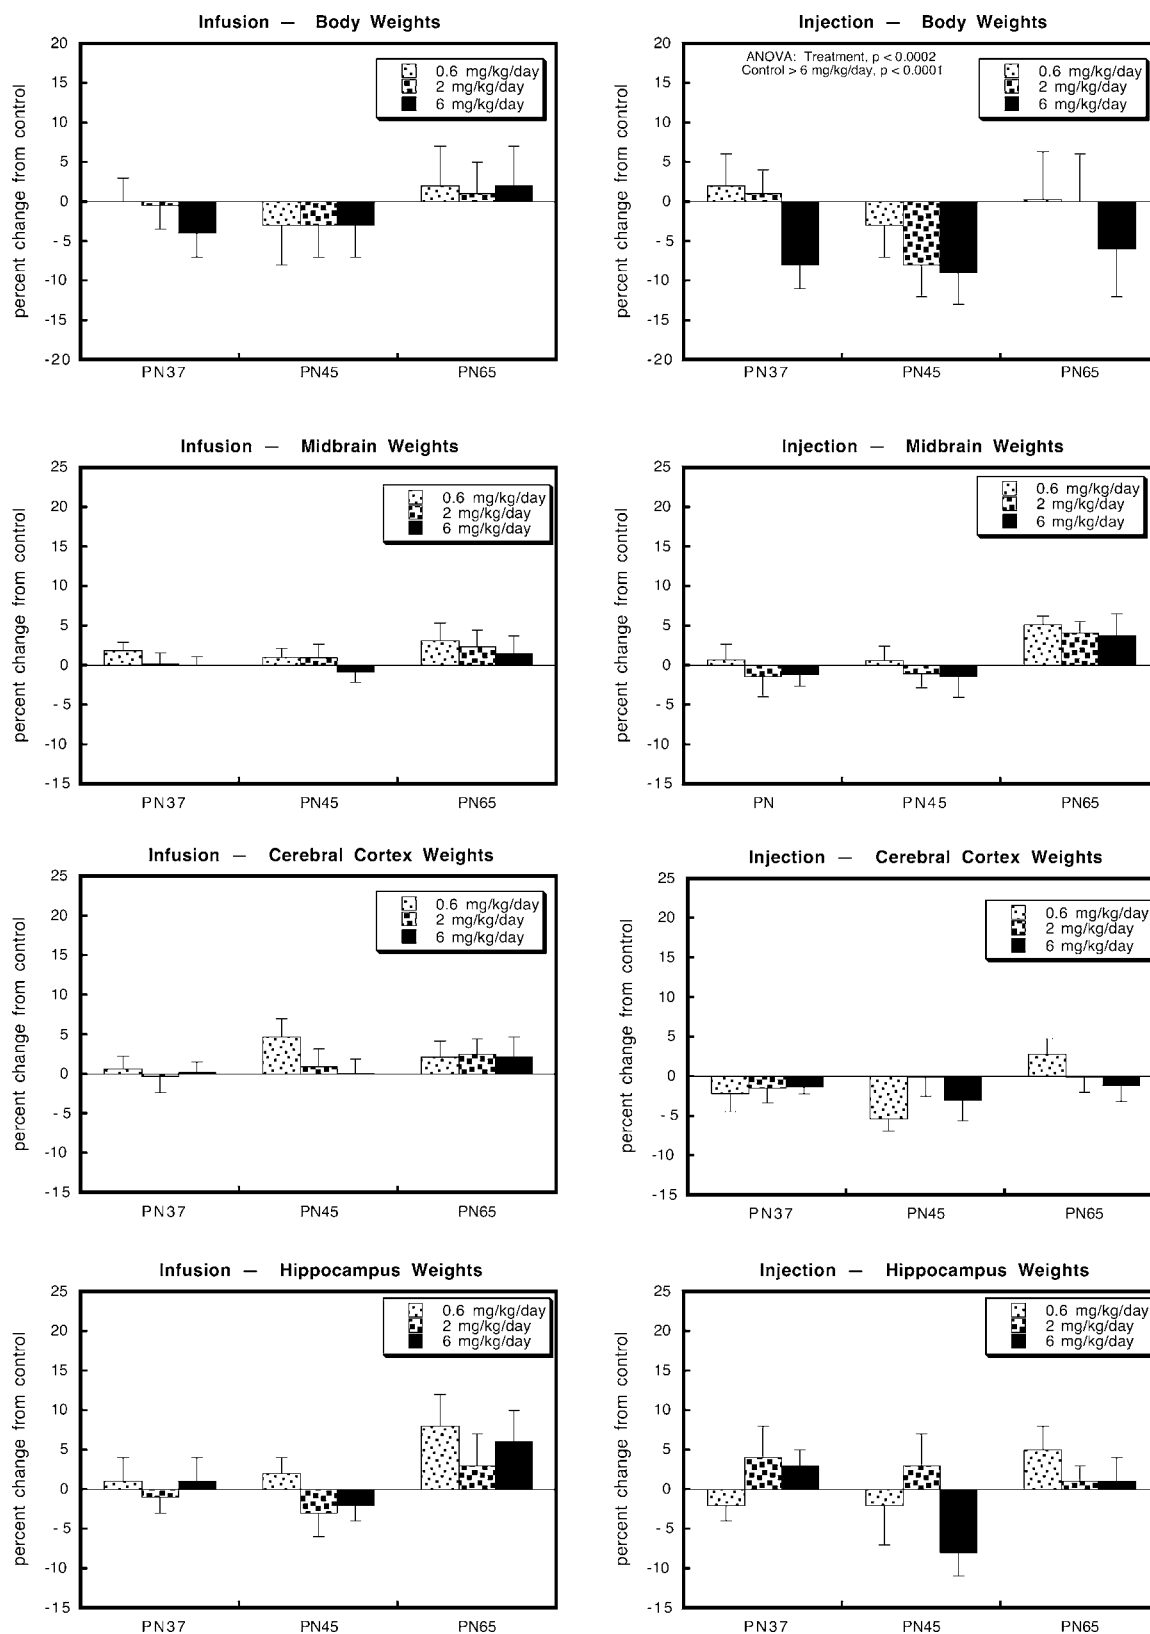 Infusion — Body Weights
percent change from control
20
15
10
5
0
-5
-10
-15
-20
0.6 mg/kg/day
2 mg/kg/day
6 mg/kg/day
PN37 PN45 PN65
Injection — Body Weights
percent change from control
20
15
10
5
0
-5
-10
-15
-20
ANOVA: Treatment, p < 0.0002
Control > 6 mg/kg/day, p < 0.0001
0.6 mg/kg/day
2 mg/kg/day
6 mg/kg/day
PN37 PN45 PN65
Infusion — Midbrain Weights
percent change from control
25
20
15
10
5
0
- 5
-10
-15
0.6 mg/kg/day
2 mg/kg/day
6 mg/kg/day
PN37 PN45 PN65
Injection — Midbrain Weights
percent change from control
25
20
15
10
5
0
- 5
-10
-15
0.6 mg/kg/day
2 mg/kg/day
6 mg/kg/day
PN PN45 PN65
Infusion — Cerebral Cortex Weights
percent change from control
25
20
15
10
5
0
- 5
-10
-15
0.6 mg/kg/day
2 mg/kg/day
6 mg/kg/day
PN37 PN45 PN65
Injection — Cerebral Cortex Weights
percent change from control
25
20
15
10
5
0
- 5
-10
-15
0.6 mg/kg/day
2 mg/kg/day
6 mg/kg/day
PN37 PN45 PN65
Infusion — Hippocampus Weights
percent change from control
25
20
15
10
5
0
- 5
-10
-15
0.6 mg/kg/day
2 mg/kg/day
6 mg/kg/day
PN37 PN45 PN65
Injection — Hippocampus Weights
percent change from control
25
20
15
10
5
0
- 5
-10
-15
0.6 mg/kg/day
2 mg/kg/day
6 mg/kg/day
PN37 PN45 PN65